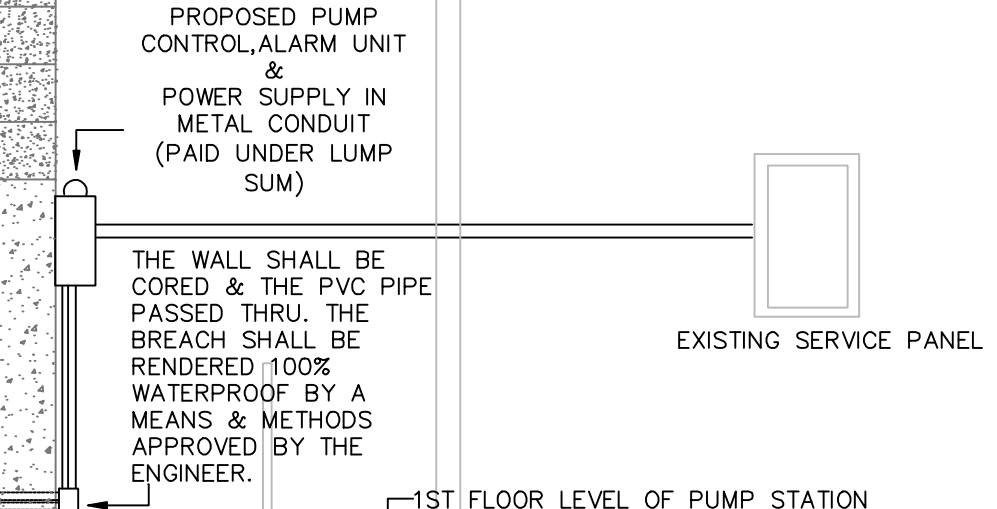 PROPOSED PUMP
CONTROL,ALARM UNIT
&
POWER SUPPLY IN
METAL CONDUIT
(PAID UNDER LUMP
SUM)
THE WALL SHALL BE
CORED & THE PVC PIPE
PASSED THRU. THE
BREACH SHALL BE
RENDERED 100%
WATERPROOF BY A
MEANS & METHODS
APPROVED BY THE
ENGINEER.
EXISTING SERVICE PANEL
1ST FLOOR LEVEL OF PUMP STATION